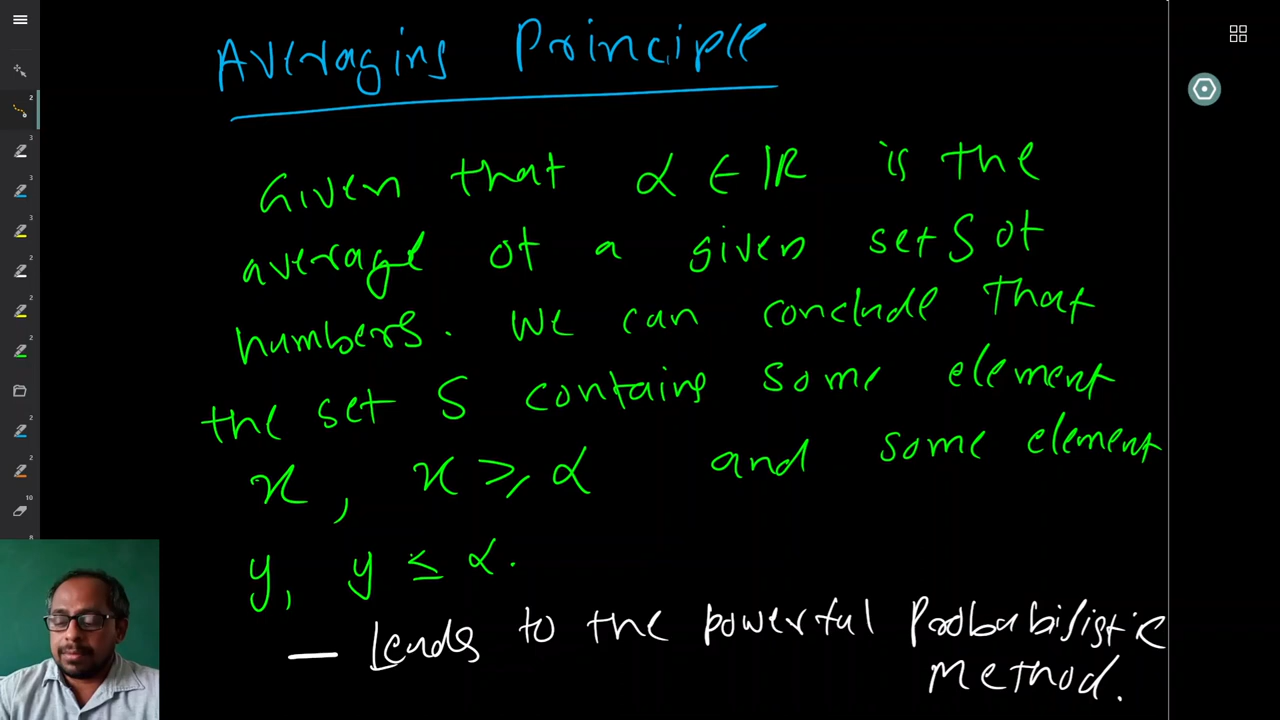 Averaging Principle
Given that α ∈ ℝ is the
average of a given set S of
numbers. We can conclude that
the set S contains some element
x, x ⩾ α and some element
y, y ≤ α.
— Leads to the powerful Probabilistic
Method.